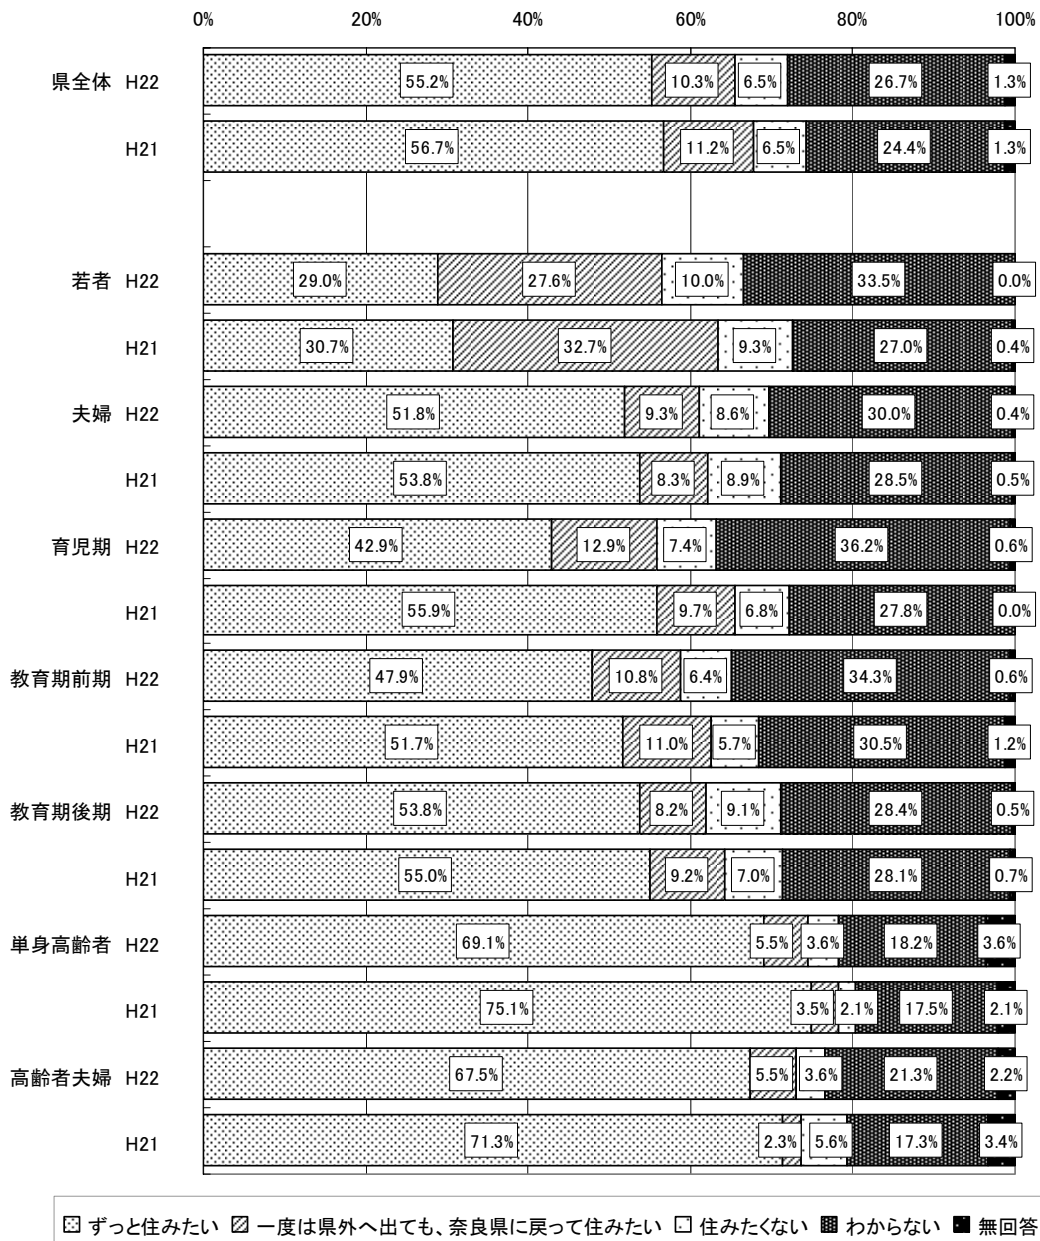 0% 20% 40% 60% 80% 100%
県全体 H22 55.2% 10.3% 6.5% 26.7% 1.3%
H21 56.7% 11.2% 6.5% 24.4% 1.3%
若者 H22 29.0% 27.6% 10.0% 33.5% 0.0%
H21 30.7% 32.7% 9.3% 27.0% 0.4%
夫婦 H22 51.8% 9.3% 8.6% 30.0% 0.4%
H21 53.8% 8.3% 8.9% 28.5% 0.5%
育児期 H22 42.9% 12.9% 7.4% 36.2% 0.6%
H21 55.9% 9.7% 6.8% 27.8% 0.0%
教育期前期 H22 47.9% 10.8% 6.4% 34.3% 0.6%
H21 51.7% 11.0% 5.7% 30.5% 1.2%
教育期後期 H22 53.8% 8.2% 9.1% 28.4% 0.5%
H21 55.0% 9.2% 7.0% 28.1% 0.7%
単身高齢者 H22 69.1% 5.5% 3.6% 18.2% 3.6%
H21 75.1% 3.5% 2.1% 17.5% 2.1%
高齢者夫婦 H22 67.5% 5.5% 3.6% 21.3% 2.2%
H21 71.3% 2.3% 5.6% 17.3% 3.4%
ずっと住みたい 一度は県外へ出ても、奈良県に戻って住みたい 住みたくない わからない 無回答